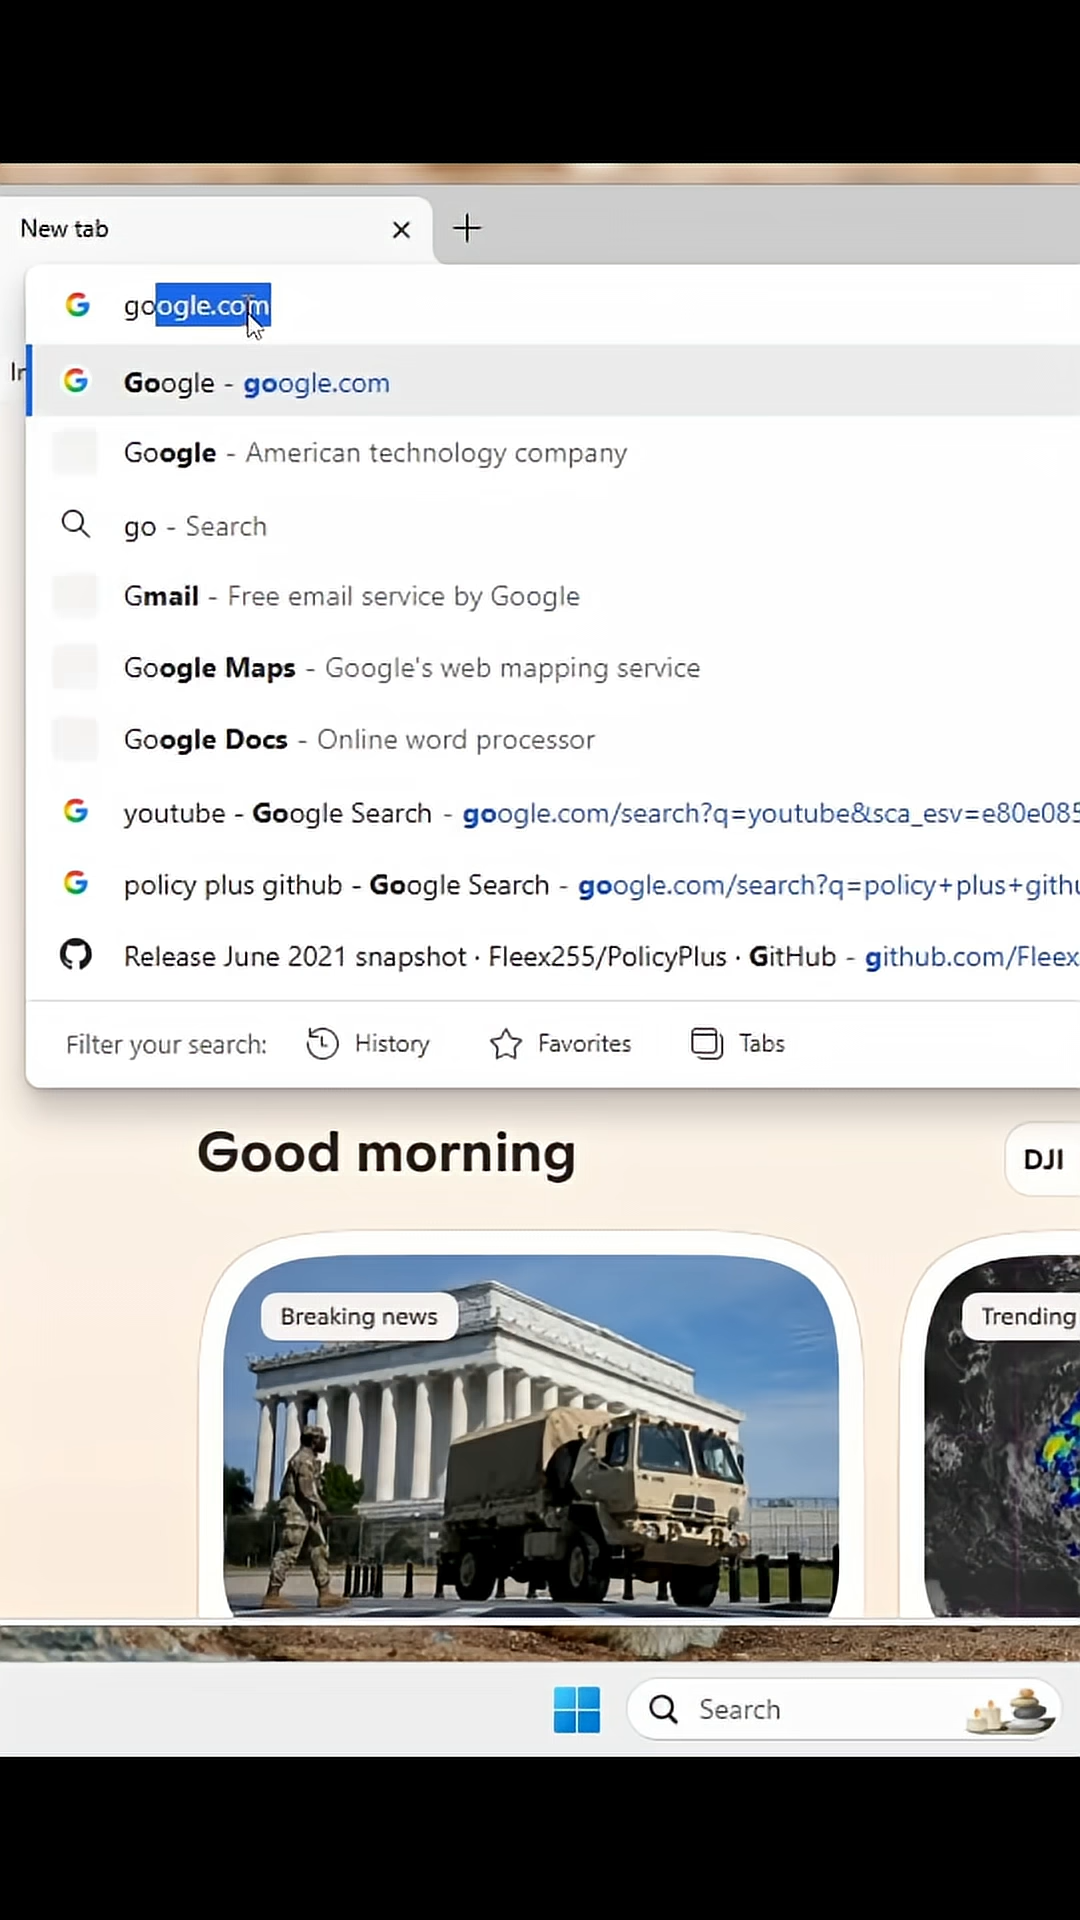 New tab
google.com
In
Google - google.com
Google - American technology company
go - Search
Gmail - Free email service by Google
Google Maps - Google's web mapping service
Google Docs - Online word processor
youtube - Google Search - google.com/search?q=youtube&sca_esv=e80e085
policy plus github - Google Search - google.com/search?q=policy+plus+githu
Release June 2021 snapshot · Fleex255/PolicyPlus · GitHub - github.com/Fleex
Filter your search: History Favorites Tabs
Good morning
DJI
Breaking news
Trending
Search